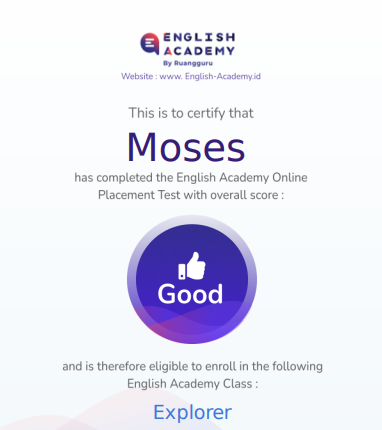 ENGLISH
ACADEMY
By Ruangguru
Website : www. English-Academy.id
This is to certify that
Moses
has completed the English Academy Online
Placement Test with overall score :
Good
and is therefore eligible to enroll in the following
English Academy Class :
Explorer